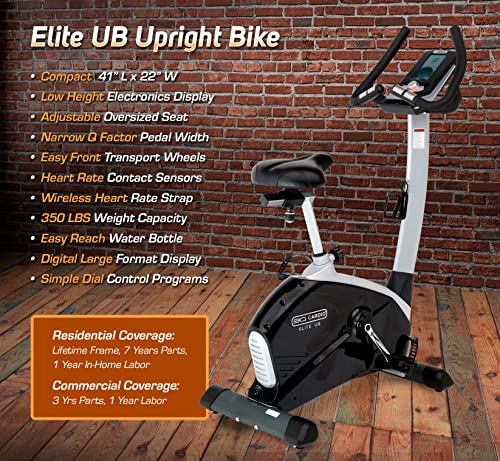 Elite UB Upright Bike
• Compact 41" L x 22" W
• Low Height Electronics Display
• Adjustable Oversized Seat
• Narrow Q Factor Pedal Width
• Easy Front Transport Wheels
• Heart Rate Contact Sensors
• Wireless Heart Rate Strap
• 350 LBS Weight Capacity
• Easy Reach Water Bottle
• Digital Large Format Display
• Simple Dial Control Programs
Residential Coverage:
Lifetime Frame, 7 Years Parts,
1 Year In-Home Labor
Commercial Coverage:
3 Yrs Parts, 1 Year Labor
CARDIO
ELITE UB